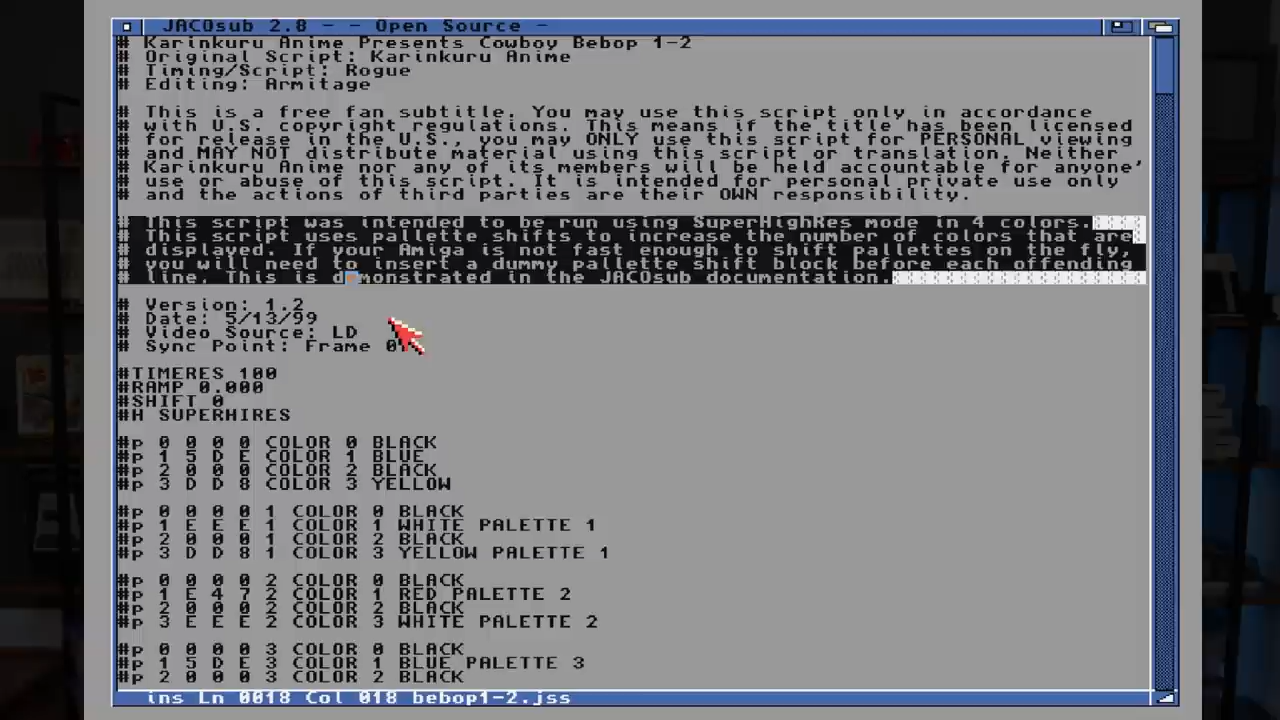 JACOsub 2.8 - - Open Source -
# Karinkuru Anime Presents Cowboy Bebop 1-2
# Original Script: Karinkuru Anime
# Timing/Script: Rogue
# Editing: Armitage
# This is a free fan subtitle. You may use this script only in accordance
# with U.S. copyright regulations. This means if the title has been licensed
# for release in the U.S., you may ONLY use this script for PERSONAL viewing
# and MAY NOT distribute material using this script or translation. Neither
# Karinkuru Anime nor any of its members will be held accountable for anyone'
# use or abuse of this script. It is intended for personal private use only
# and the actions of third parties are their OWN responsibility.
# This script was intended to be run using SuperHighRes mode in 4 colors.
# This script uses pallette shifts to increase the number of colors that are
# displayed. If your Amiga is not fast enough to shift pallettes on the fly,
# you will need to insert a dummy pallette shift block before each offending
# line. This is demonstrated in the JACOsub documentation.
# Version: 1.2
# Date: 5/13/99
# Video Source: LD
# Sync Point: Frame 0
#TIMERES 100
#RAMP 0.000
#SHIFT 0
#H SUPERHIRES
#p 0 0 0 0 COLOR 0 BLACK
#p 1 5 D E COLOR 1 BLUE
#p 2 0 0 0 COLOR 2 BLACK
#p 3 D D 8 COLOR 3 YELLOW
#p 0 0 0 0 1 COLOR 0 BLACK
#p 1 E E E 1 COLOR 1 WHITE PALETTE 1
#p 2 0 0 0 1 COLOR 2 BLACK
#p 3 D D 8 1 COLOR 3 YELLOW PALETTE 1
#p 0 0 0 0 2 COLOR 0 BLACK
#p 1 E 4 7 2 COLOR 1 RED PALETTE 2
#p 2 0 0 0 2 COLOR 2 BLACK
#p 3 E E E 2 COLOR 3 WHITE PALETTE 2
#p 0 0 0 0 3 COLOR 0 BLACK
#p 1 5 D E 3 COLOR 1 BLUE PALETTE 3
#p 2 0 0 0 3 COLOR 2 BLACK
ins Ln 0018 Col 018 bebop1-2.jss